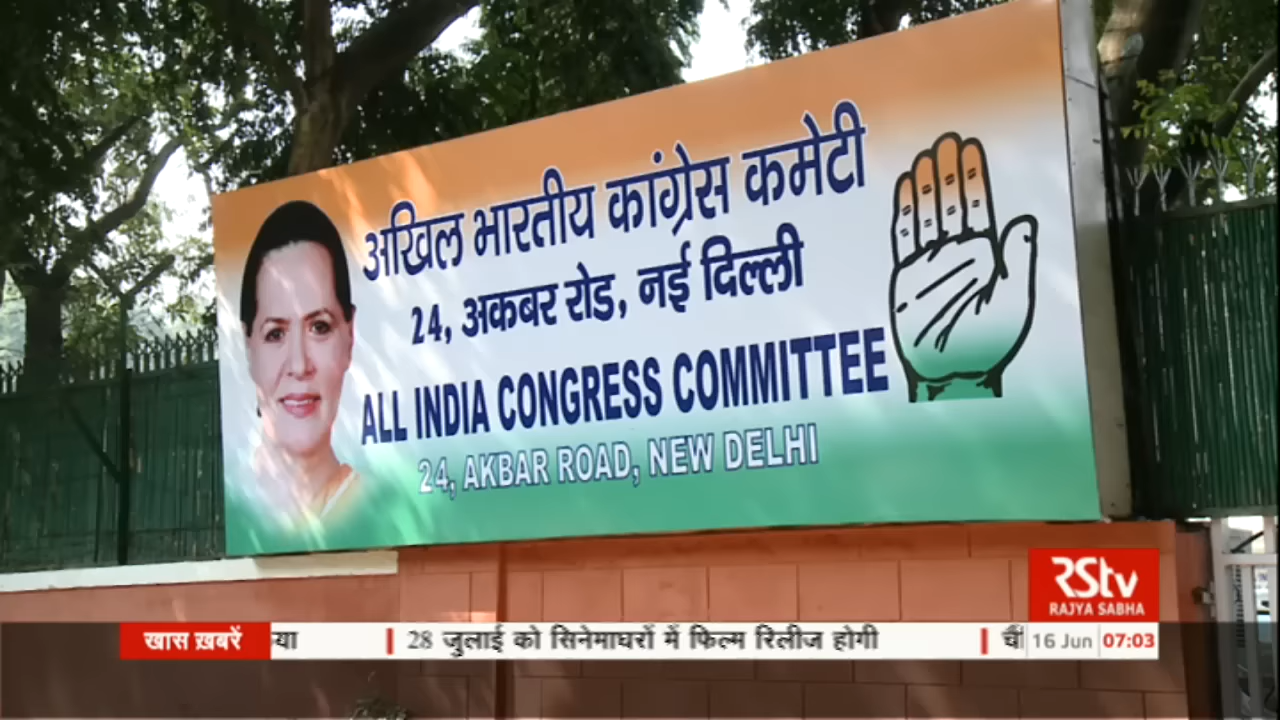 अखिल भारतीय कांग्रेस कमेटी
24, अकबर रोड, नई दिल्ली
ALL INDIA CONGRESS COMMITTEE
24, AKBAR ROAD, NEW DELHI
RStv
RAJYA SABHA
खास ख़बरें या | 28 जुलाई को सिनेमाघरों में फिल्म रिलीज होगी | 16 Jun 07:03